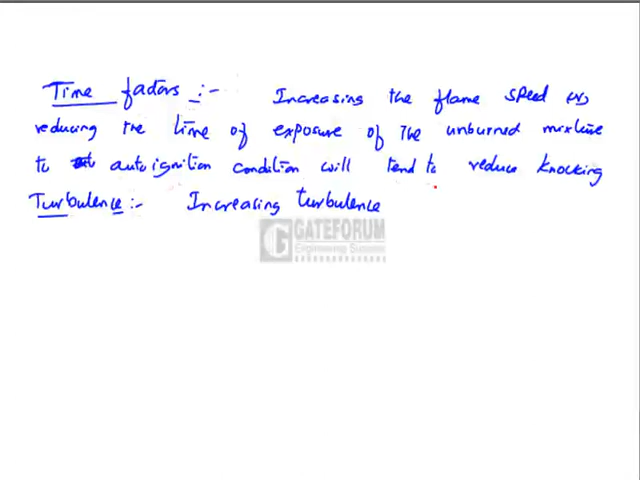 Time factors :- Increasing the flame speed or
reducing the time of exposure of the unburned mixture
to autoignition condition will tend to reduce knocking
Turbulence :- Increasing turbulence
GATEFORUM
Engineering Success